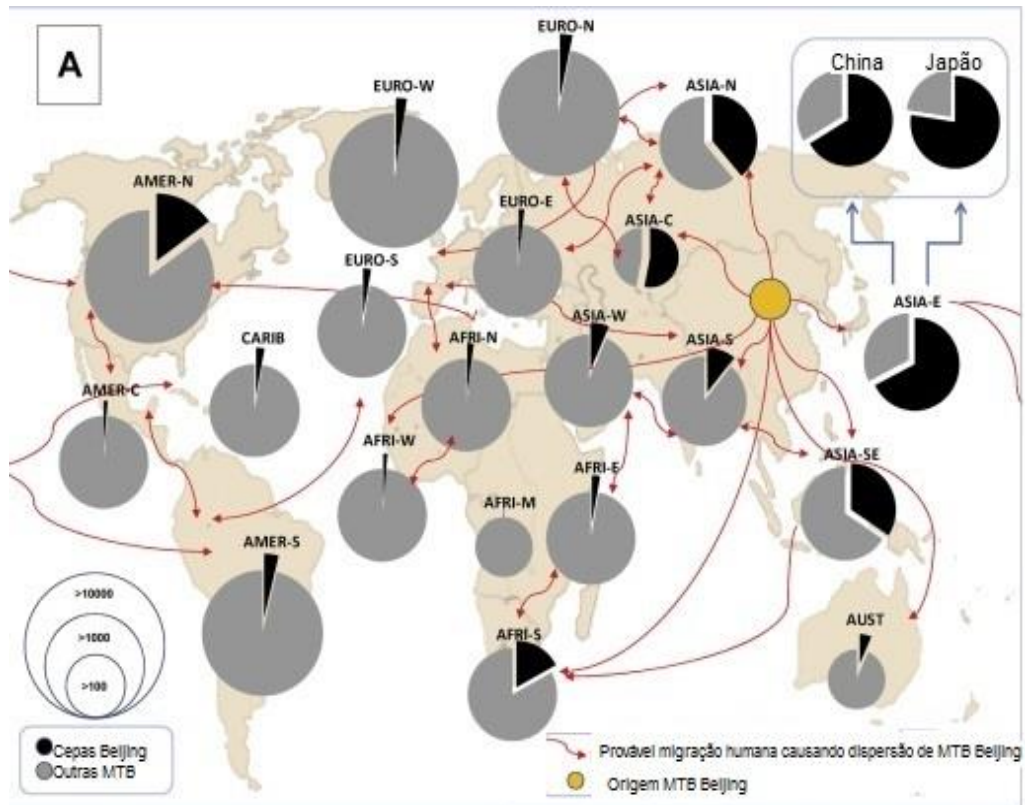 A
EURO-N
EURO-W
ASIA-N
China
Japão
AMER-N
EURO-E
ASIA-C
EURO-S
ASIA-E
ASIA-W
ASIA-S
CARIB
AFRI-N
AMER-C
AFRI-W
ASIA-SE
AFRI-E
AFRI-M
AMER-S
>10000
AUST
AFRI-S
>1000
>100
Cepas Beijing
Outras MTB
Provável migração humana causando dispersão de MTB Beijing
Origem MTB Beijing